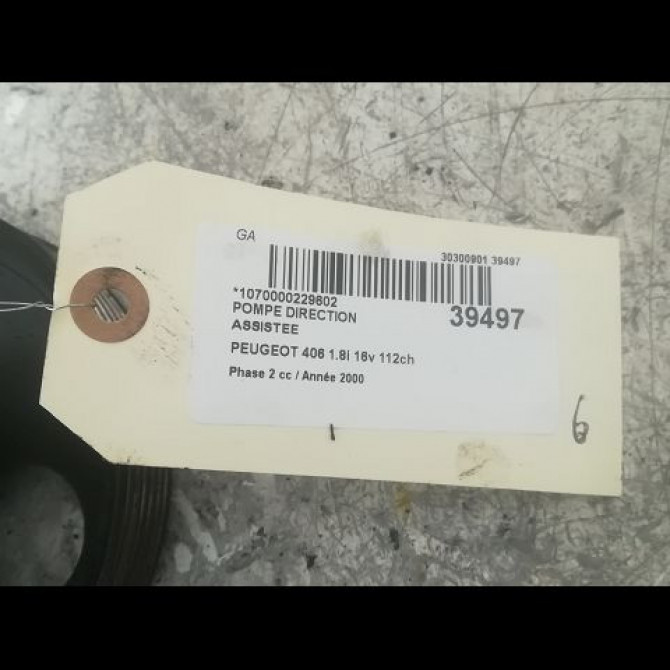 GA
30300901 39497
*1070000229802
39497
POMPE DIRECTION
ASSISTEE
PEUGEOT 406 1.8i 16v 112ch
Phase 2 cc / Année 2000
6